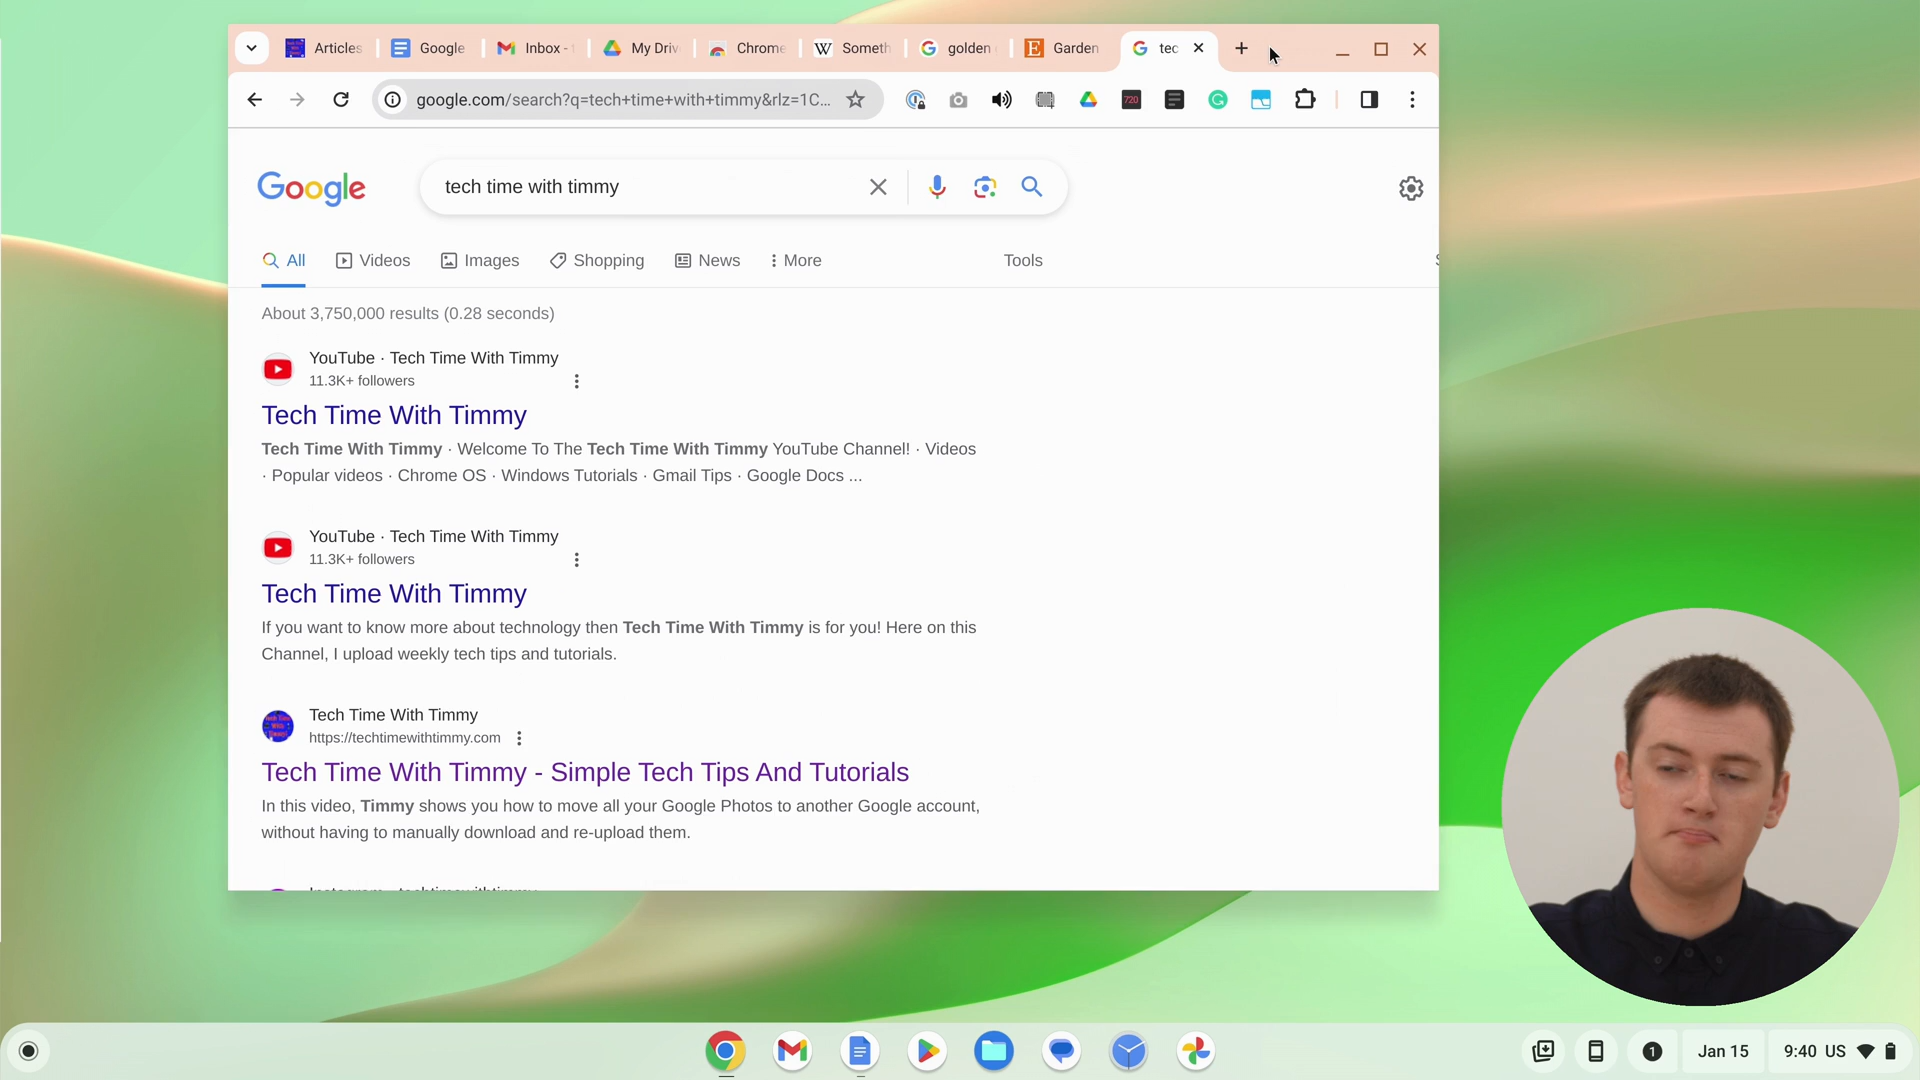 Articles
Google
Inbox -
My Driv
Chrome
Someth
golden
Garden
tec
google.com/search?q=tech+time+with+timmy&rlz=1C...
720
Google
tech time with timmy
All
Videos
Images
Shopping
News
More
Tools
About 3,750,000 results (0.28 seconds)
YouTube · Tech Time With Timmy
11.3K+ followers
Tech Time With Timmy
Tech Time With Timmy · Welcome To The Tech Time With Timmy YouTube Channel! · Videos
· Popular videos · Chrome OS · Windows Tutorials · Gmail Tips · Google Docs ...
YouTube · Tech Time With Timmy
11.3K+ followers
Tech Time With Timmy
If you want to know more about technology then Tech Time With Timmy is for you! Here on this
Channel, I upload weekly tech tips and tutorials.
Tech Time With Timmy
https://techtimewithtimmy.com
Tech Time With Timmy - Simple Tech Tips And Tutorials
In this video, Timmy shows you how to move all your Google Photos to another Google account,
without having to manually download and re-upload them.
1
Jan 15
9:40 US